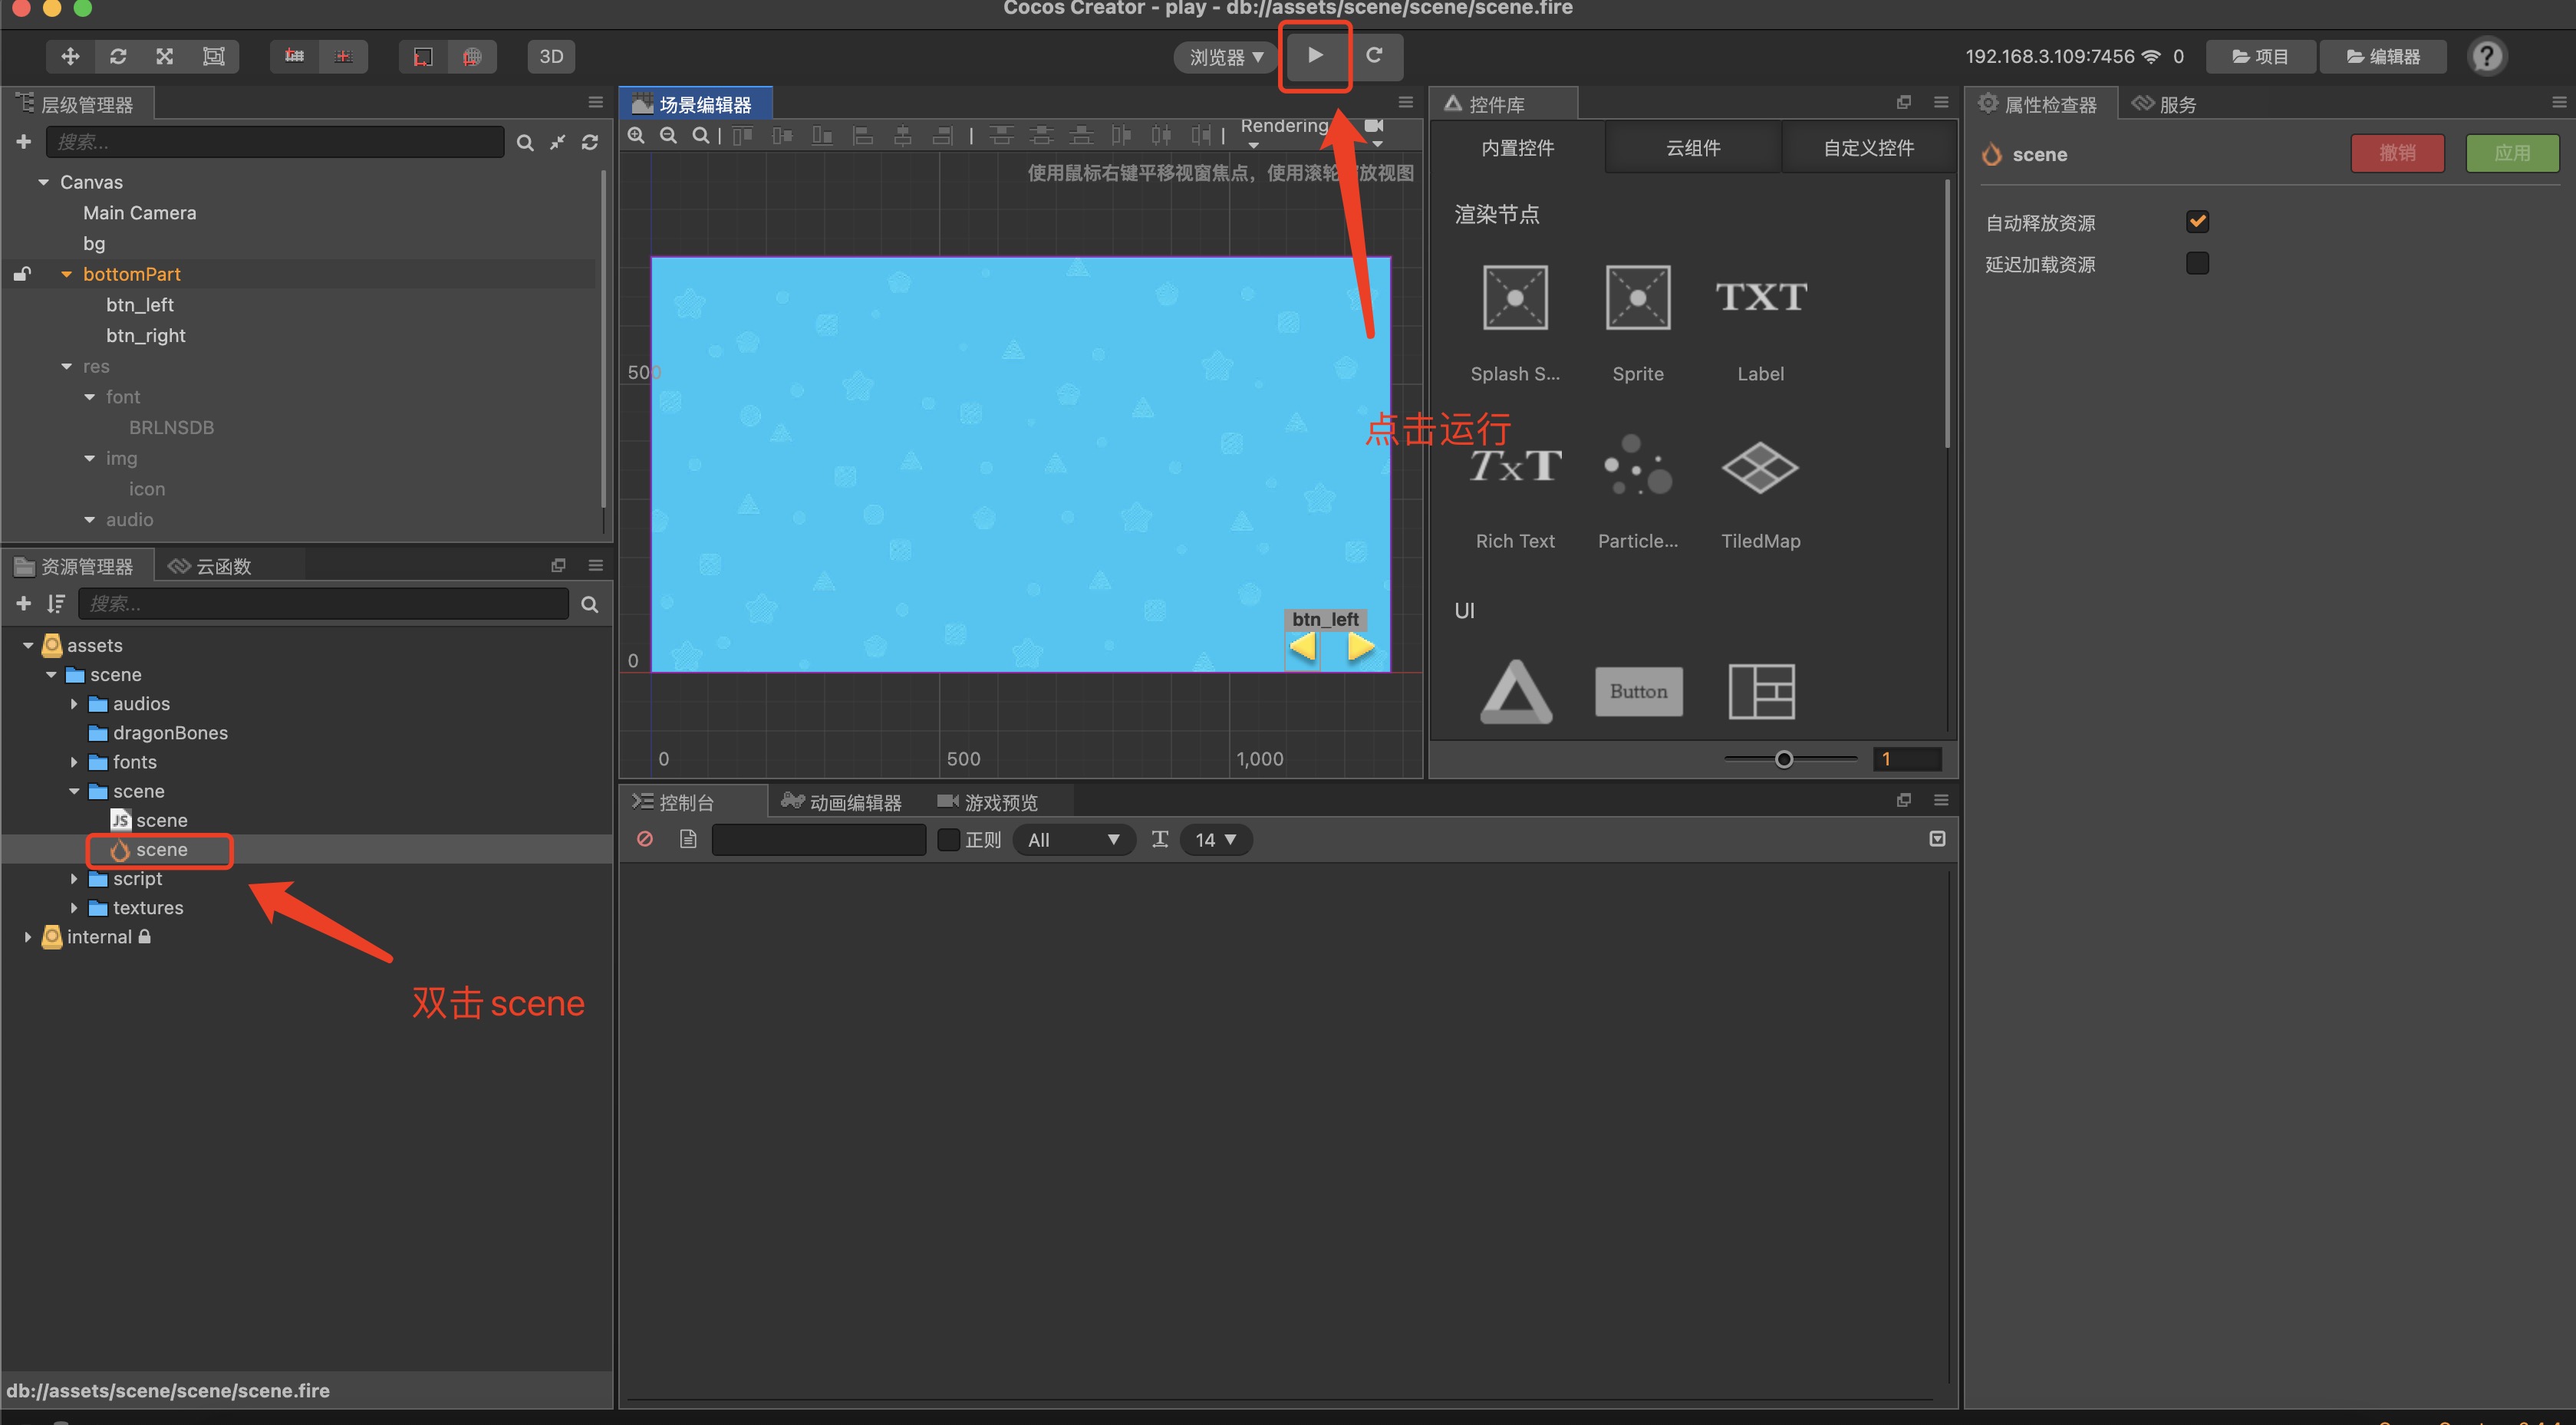 Cocos Creator - play - db://assets/scene/scene/scene.fire
3D
浏览器
192.168.3.109:7456
0
项目
编辑器
层级管理器
搜索...
Canvas
Main Camera
bg
bottomPart
btn_left
btn_right
res
font
BRLNSDB
img
icon
audio
资源管理器
云函数
搜索...
assets
scene
audios
dragonBones
fonts
scene
JS scene
scene
script
textures
internal
双击scene
db://assets/scene/scene/scene.fire
场景编辑器
Rendering
使用鼠标右键平移视窗焦点，使用滚轮
放视图
500
0
btn_left
0
500
1,000
点击运行
控件库
内置控件
云组件
自定义控件
渲染节点
TXT
Splash S...
Sprite
Label
TxT
Rich Text
Particle...
TiledMap
UI
Button
1
控制台
动画编辑器
游戏预览
正则
All
14
属性检查器
服务
scene
撤销
应用
自动释放资源
延迟加载资源